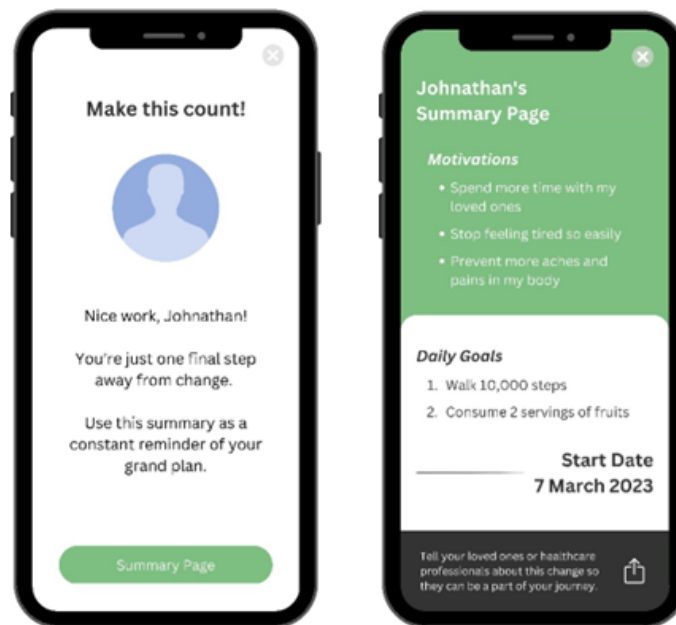 Make this count!
Nice work, Johnathan!
You're just one final step
away from change.
Use this summary as a
constant reminder of your
grand plan.
Summary Page
Johnathan's
Summary Page
Motivations
• Spend more time with my
loved ones
• Stop feeling tired so easily
• Prevent more aches and
pains in my body
Daily Goals
1. Walk 10,000 steps
2. Consume 2 servings of fruits
Start Date
7 March 2023
Tell your loved ones or healthcare
professionals about this change so
they can be a part of your journey.